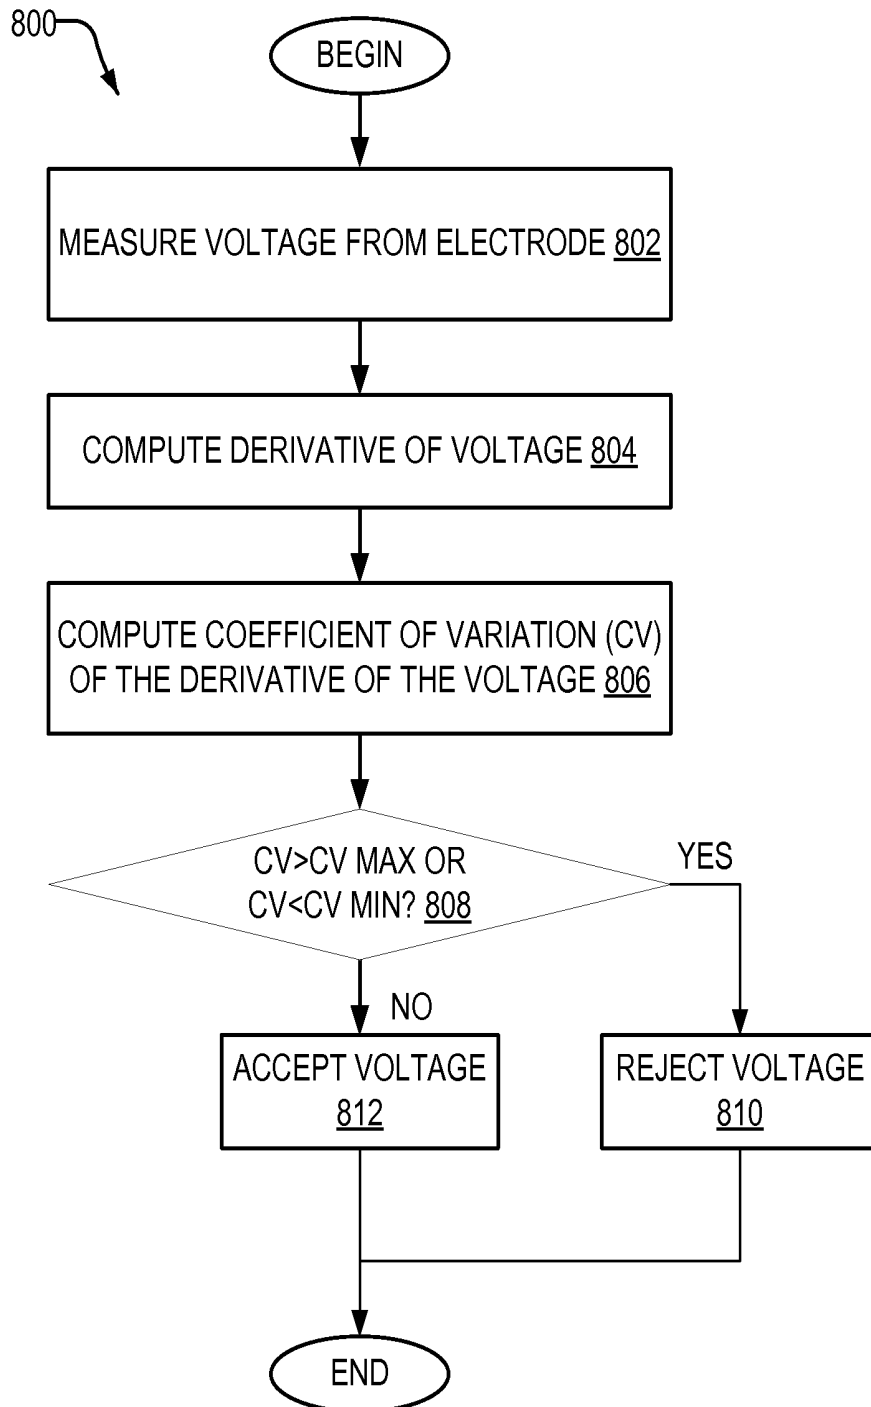 800
BEGIN
MEASURE VOLTAGE FROM ELECTRODE 802
COMPUTE DERIVATIVE OF VOLTAGE 804
COMPUTE COEFFICIENT OF VARIATION (CV)
OF THE DERIVATIVE OF THE VOLTAGE 806
CV>CV MAX OR
CV<CV MIN? 808
YES
NO
ACCEPT VOLTAGE
812
REJECT VOLTAGE
810
END